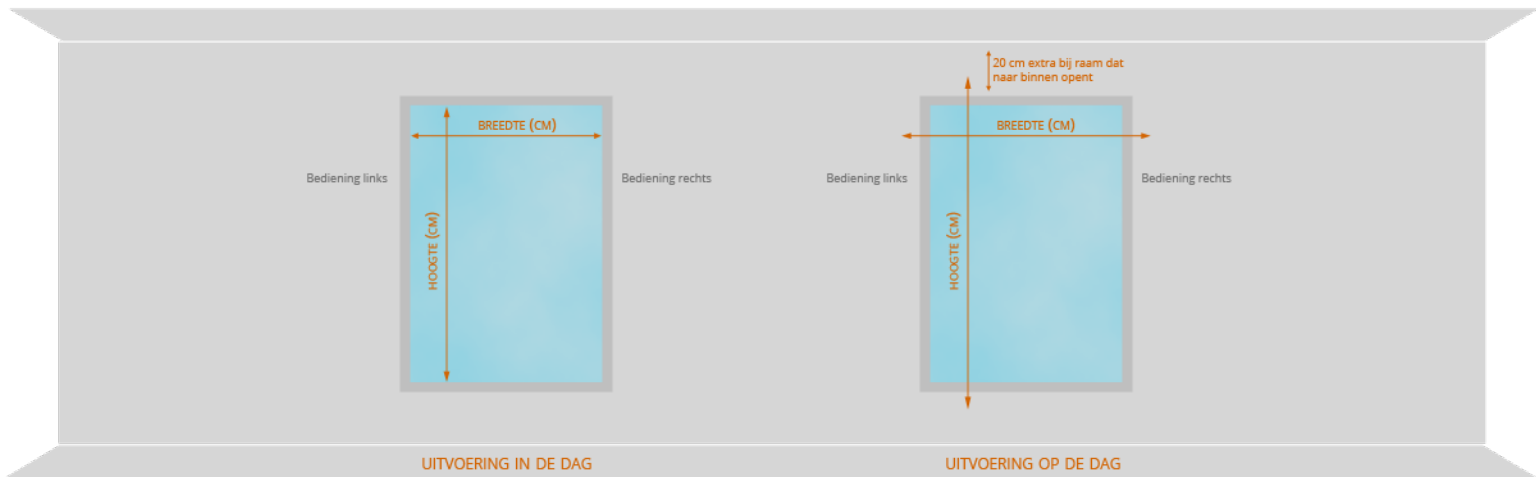 20 cm extra bij raam dat
naar binnen opent
BREEDTE (CM)
BREEDTE (CM)
Bediening links
Bediening rechts
Bediening links
Bediening rechts
HOOGTE (CM)
HOOGTE (CM)
UITVOERING IN DE DAG
UITVOERING OP DE DAG